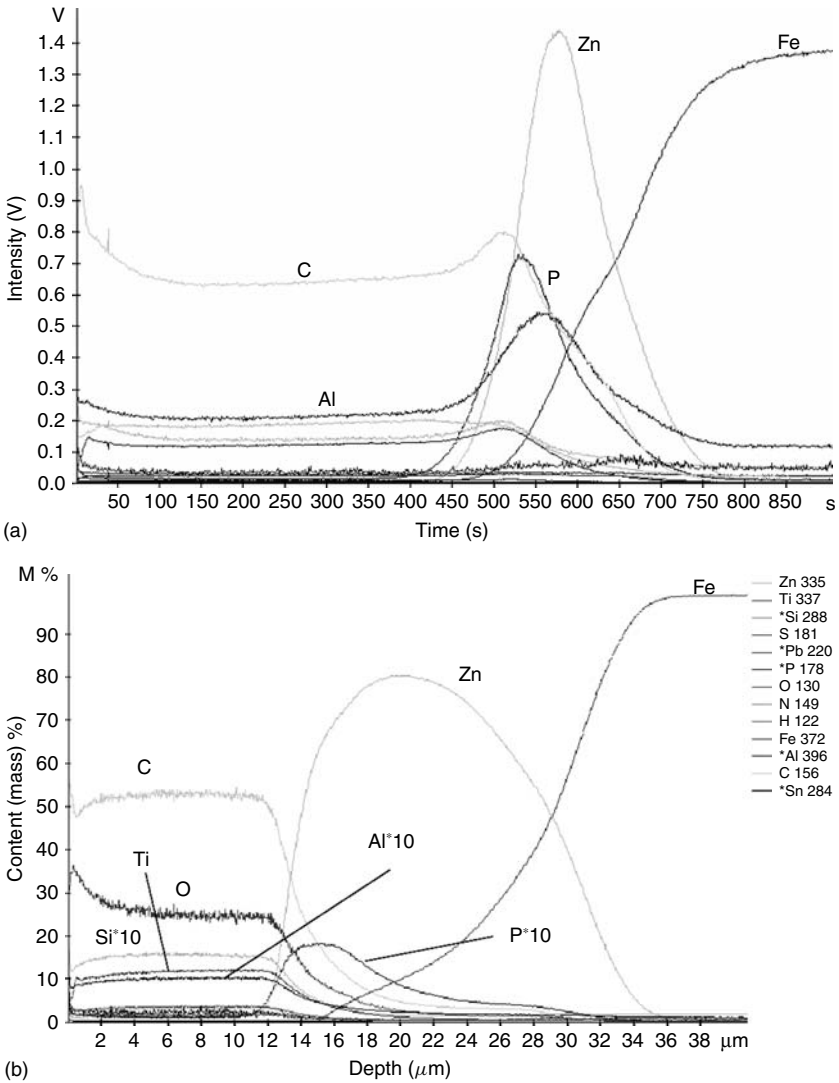 V
1.4
1.3
1.2
1.1
1.0
0.9
0.8
0.7
0.6
0.5
0.4
0.3
0.2
0.1
0.0
Intensity (V)
Zn
Fe
C
P
Al
50 100 150 200 250 300 350 400 450 500 550 600 650 700 750 800 850 s
Time (s)
(a)
M %
90
80
70
60
50
40
30
20
10
0
Content (mass) %)
Fe
Zn
C
Ti
Al*10
O
Si*10
P*10
Zn 335
Ti 337
*Si 288
S 181
*Pb 220
*P 178
O 130
N 149
H 122
Fe 372
*Al 396
C 156
*Sn 284
2 4 6 8 10 12 14 16 18 20 22 24 26 28 30 32 34 36 38 μm
Depth (μm)
(b)